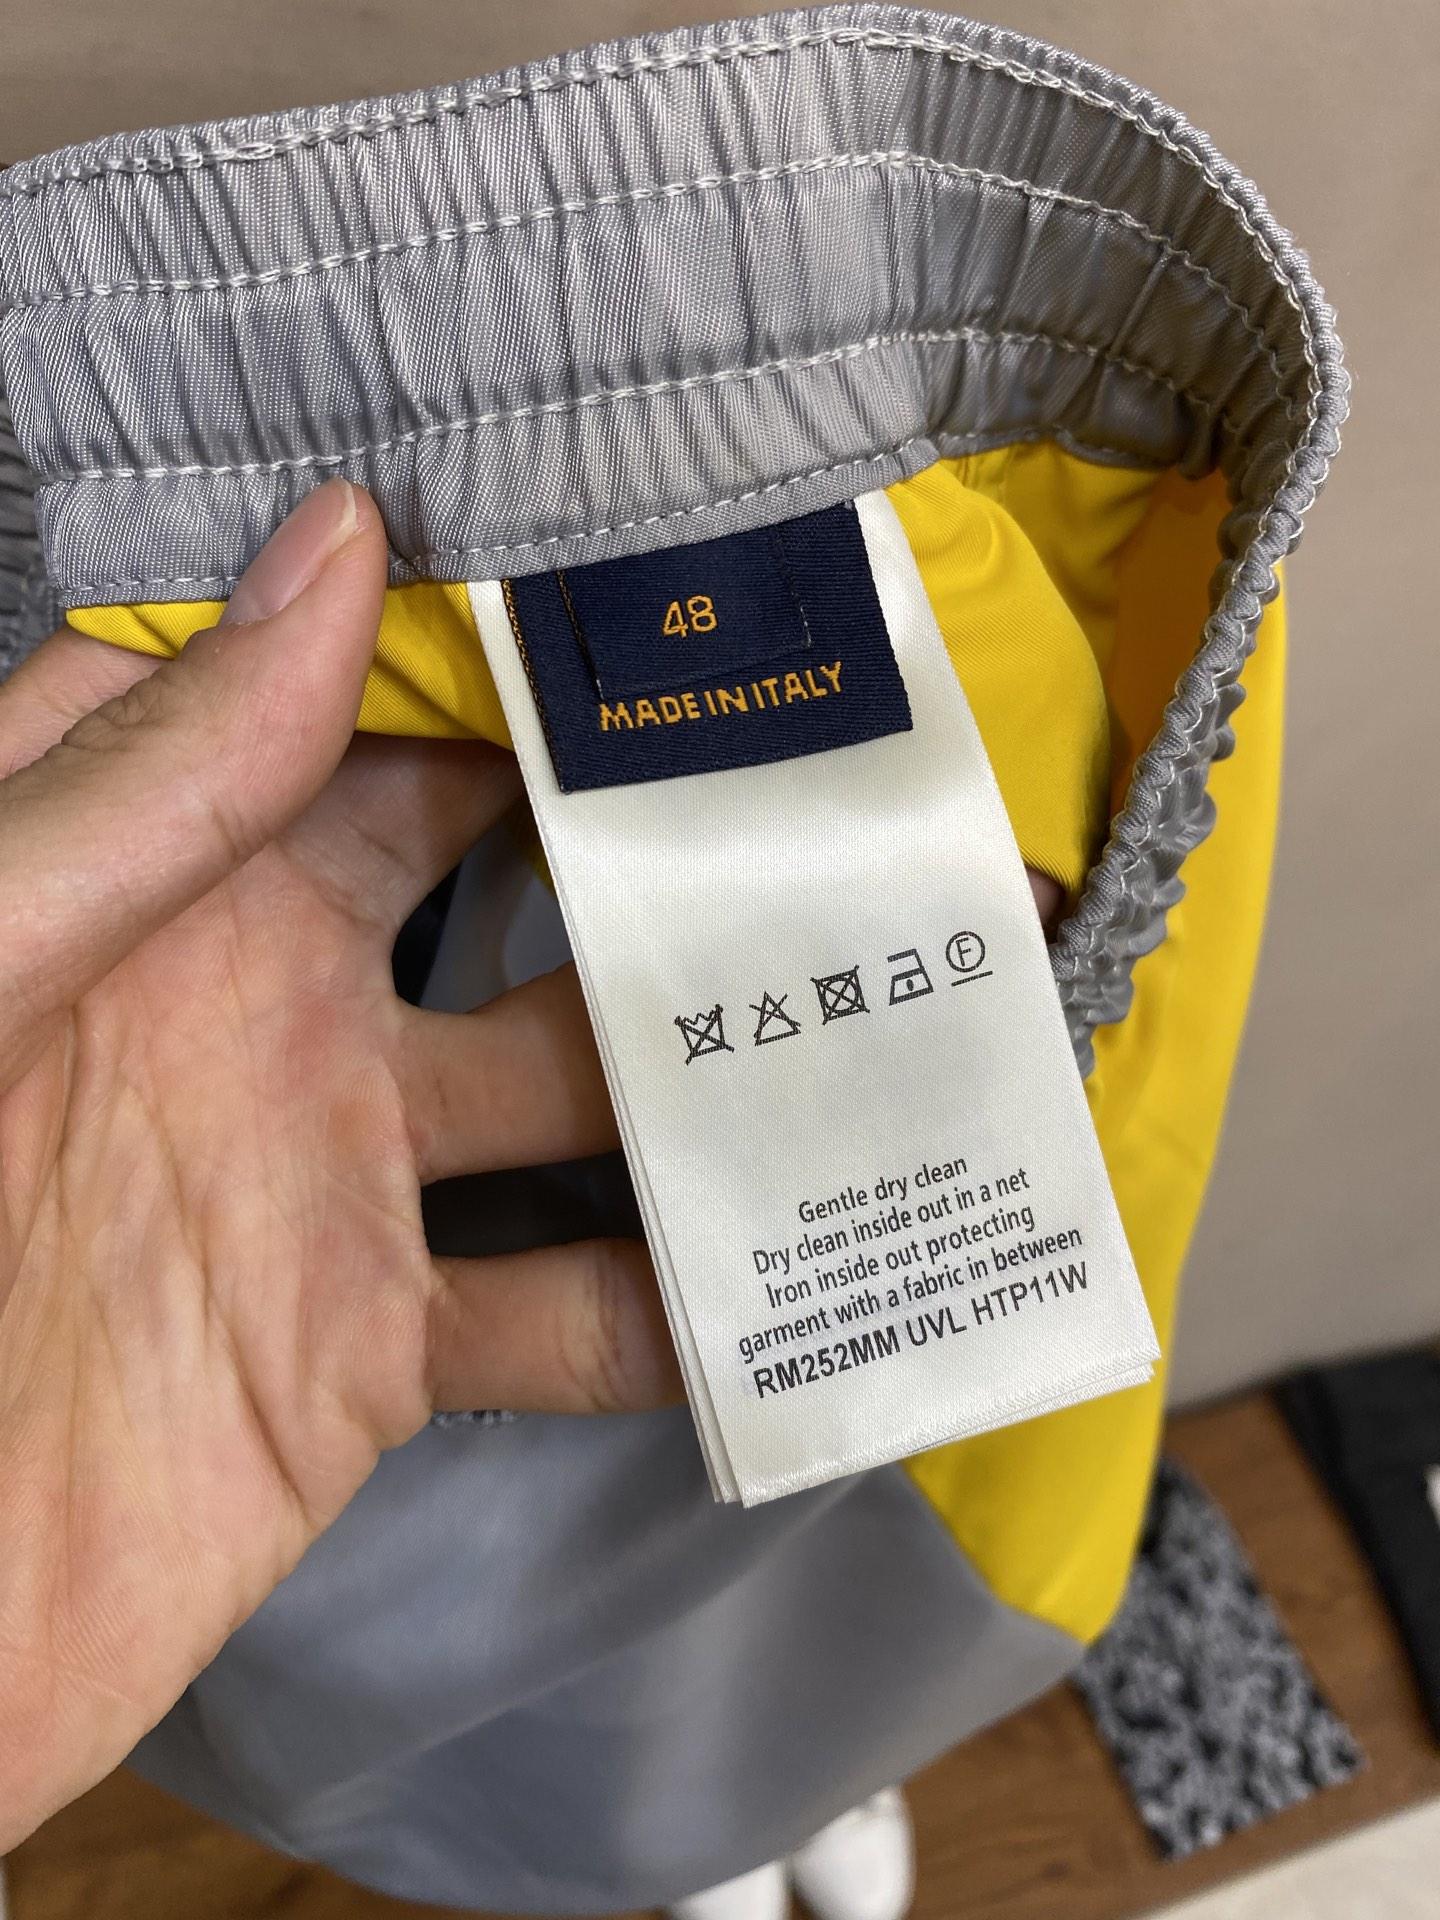 48
MADE IN ITALY
F
Gentle dry clean
Dry clean inside out in a net
Iron inside out protecting
garment with a fabric in between
RM252MM UVL HTP11W